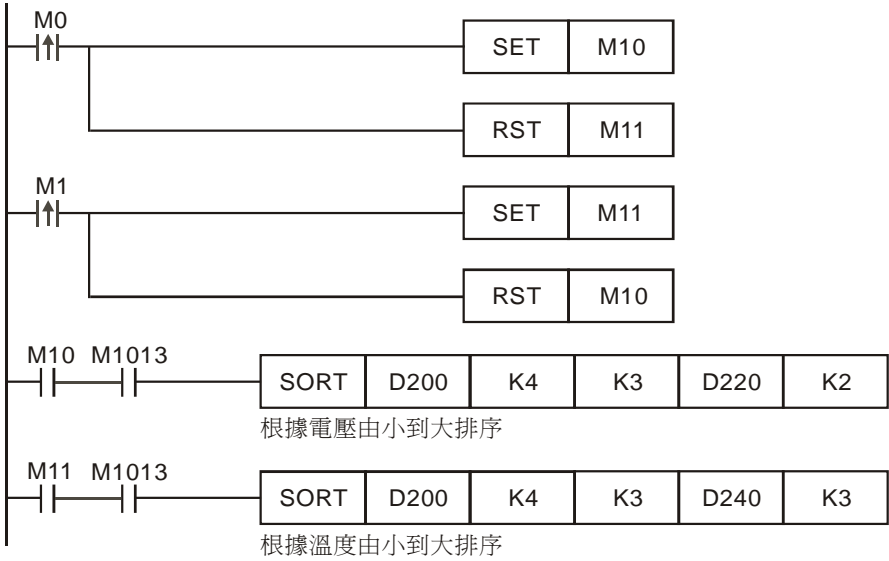 M0
SET M10
RST M11
M1
SET M11
RST M10
M10 M1013
SORT D200 K4 K3 D220 K2
根據電壓由小到大排序
M11 M1013
SORT D200 K4 K3 D240 K3
根據溫度由小到大排序